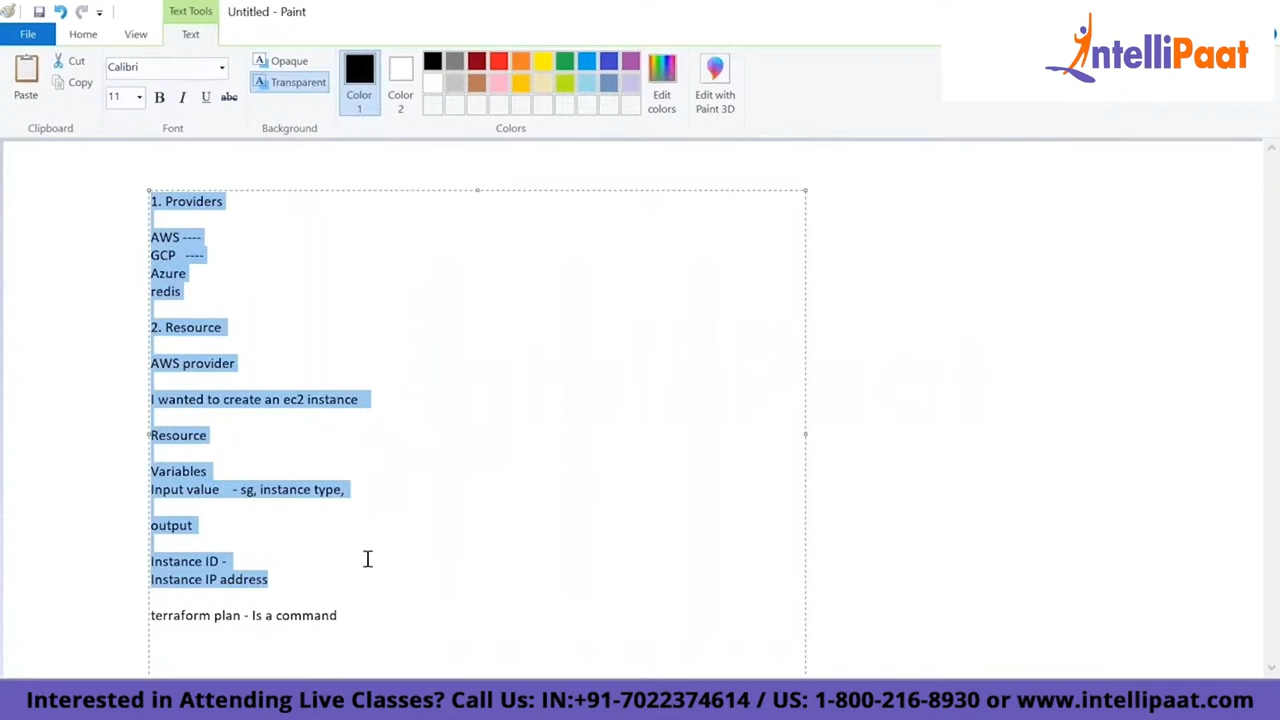 Text Tools
Untitled - Paint
File
Home
View
Text
Paste
Cut
Copy
Clipboard
Calibri
11
B
I
U
abc
Font
A Opaque
A Transparent
Background
Color
1
Color
2
Edit
colors
Edit with
Paint 3D
Colors
IntelliPaat
1. Providers
AWS ----
GCP ----
Azure
redis
2. Resource
AWS provider
I wanted to create an ec2 instance
Resource
Variables
Input value - sg, instance type,
output
Instance ID -
Instance IP address
terraform plan - Is a command
Interested in Attending Live Classes? Call Us: IN:+91-7022374614 / US: 1-800-216-8930 or www.intellipaat.com